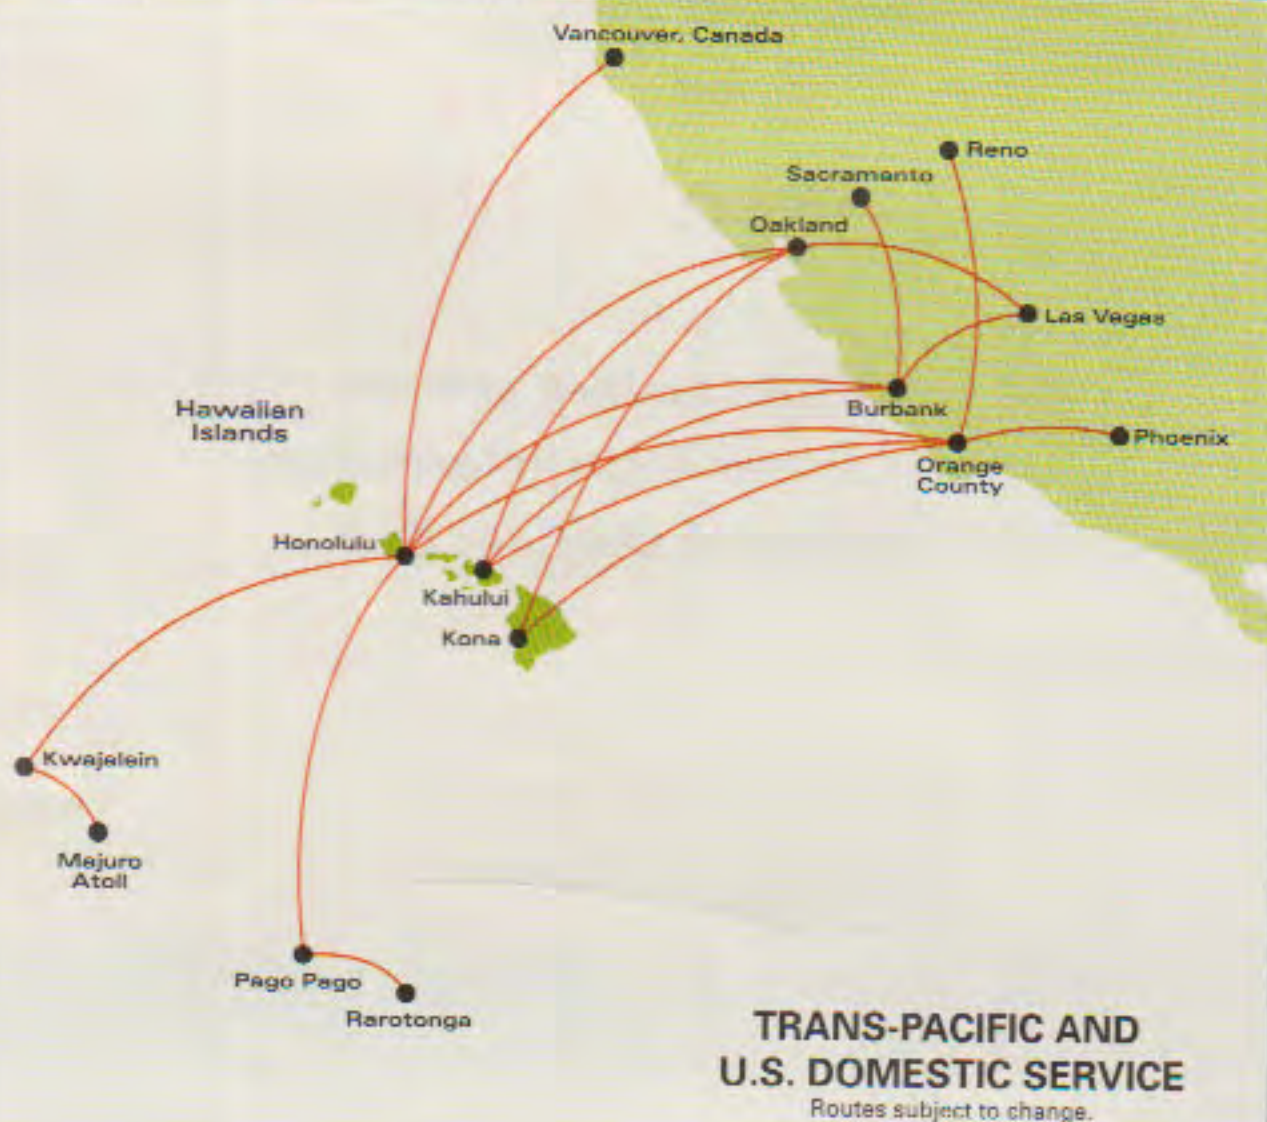 Vancouver, Canada
Reno
Sacramento
Oakland
Las Vegas
Hawaiian
Islands
Burbank
Phoenix
Orange
County
Honolulu
Kahului
Kona
Kwajalein
Majuro
Atoll
Pago Pago
Rarotonga
TRANS-PACIFIC AND
U.S. DOMESTIC SERVICE
Routes subject to change.